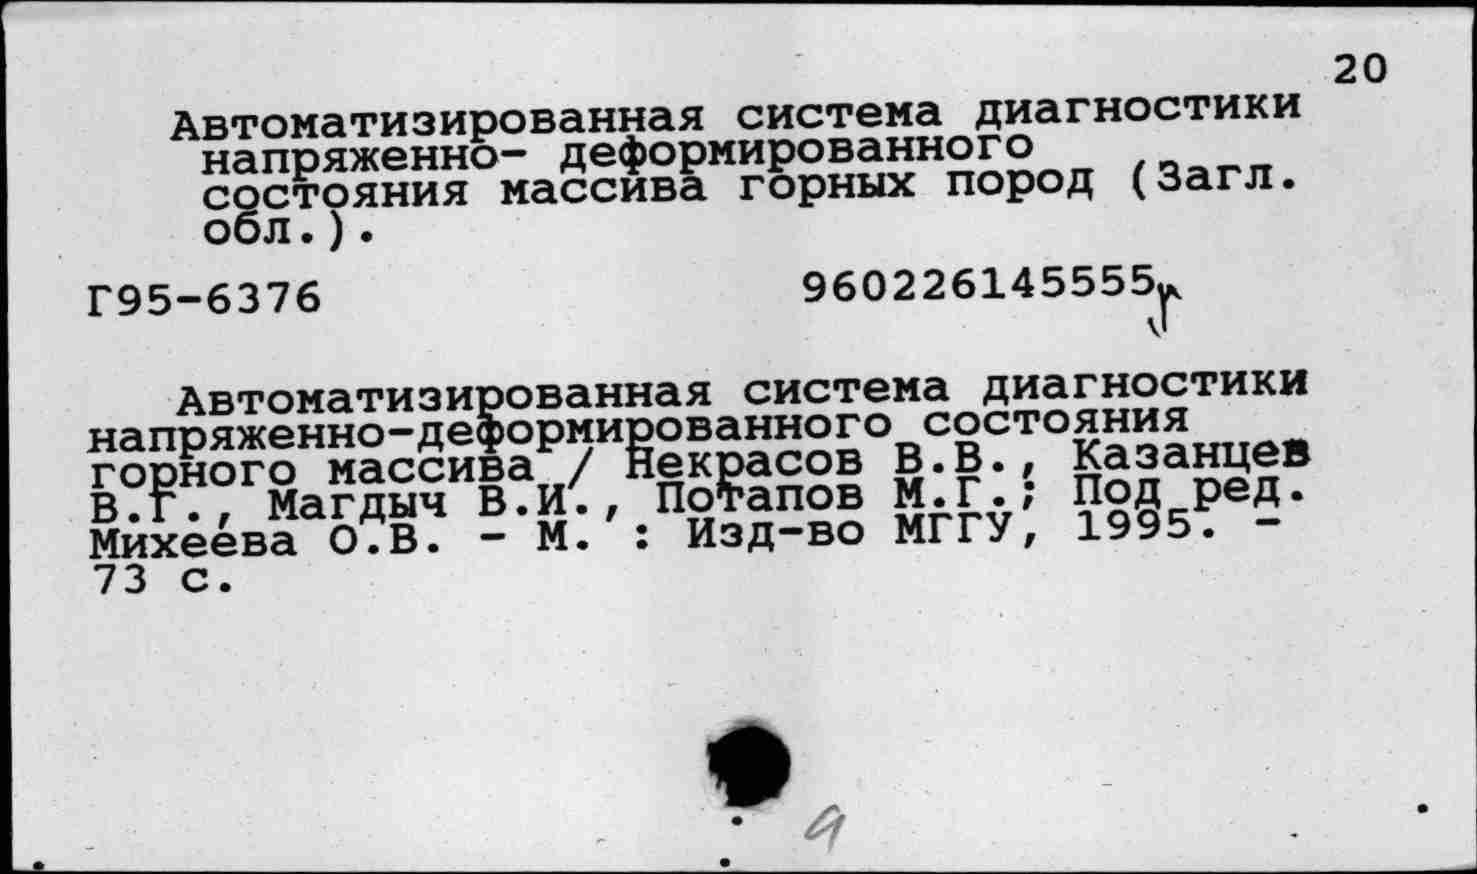 20
Автоматизированная система диагностики
напряженно- деформированного
состояния массива горных пород (Загл.
обл.).
Г95-6376 960226145555
Автоматизированная система диагностики
напряженно-деформированного состояния
горного массива / Некрасов В.В., Казанцев
В.Г., Магдыч В.И., Потапов М.Г.; Под ред.
Михеева О.В. - М. : Изд-во МГГУ, 1995. -
73 с.